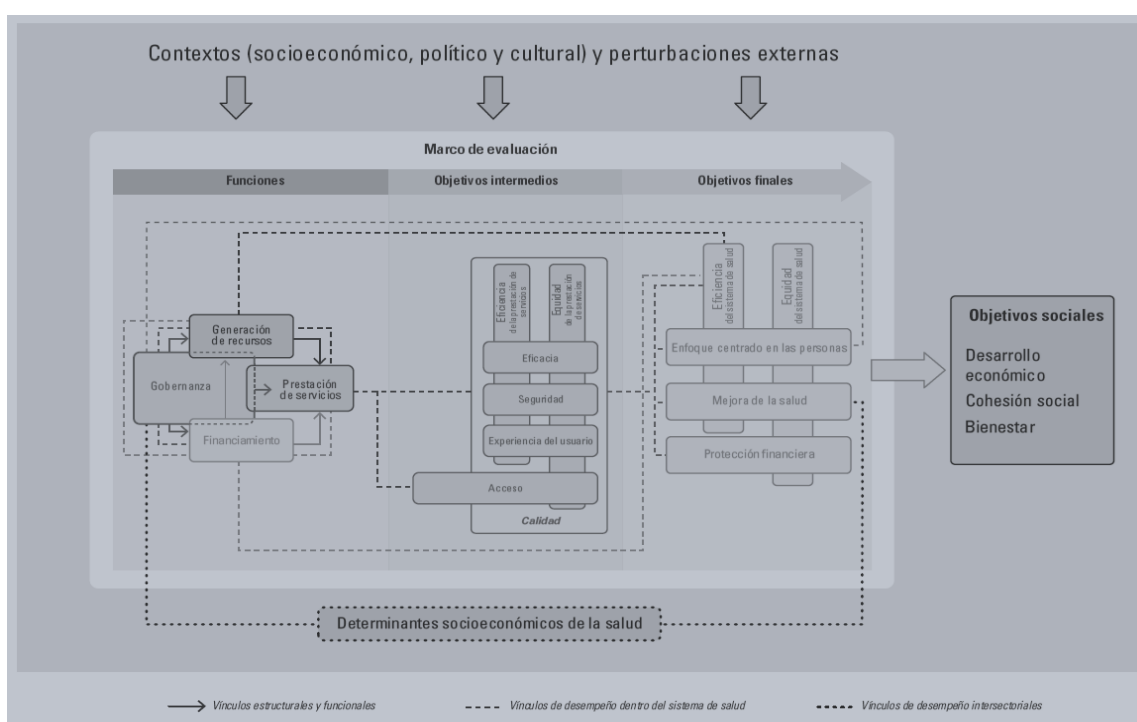 Contextos (socioeconómico, político y cultural) y perturbaciones externas
Marco de evaluación
Funciones
Objetivos intermedios
Objetivos finales
Generación
de recursos
Gobernanza
Prestación
de servicios
Financiamiento
Eficiencia
de la prestación de
servicios
Equidad
de la prestación
de servicios
Eficacia
Seguridad
Experiencia del usuario
Acceso
Calidad
Eficiencia
del sistema de salud
Equidad
del sistema de salud
Enfoque centrado en las personas
Mejora de la salud
Protección financiera
Objetivos sociales
Desarrollo
económico
Cohesión social
Bienestar
Determinantes socioeconómicos de la salud
Vínculos estructurales y funcionales
Vínculos de desempeño dentro del sistema de salud
Vínculos de desempeño intersectoriales